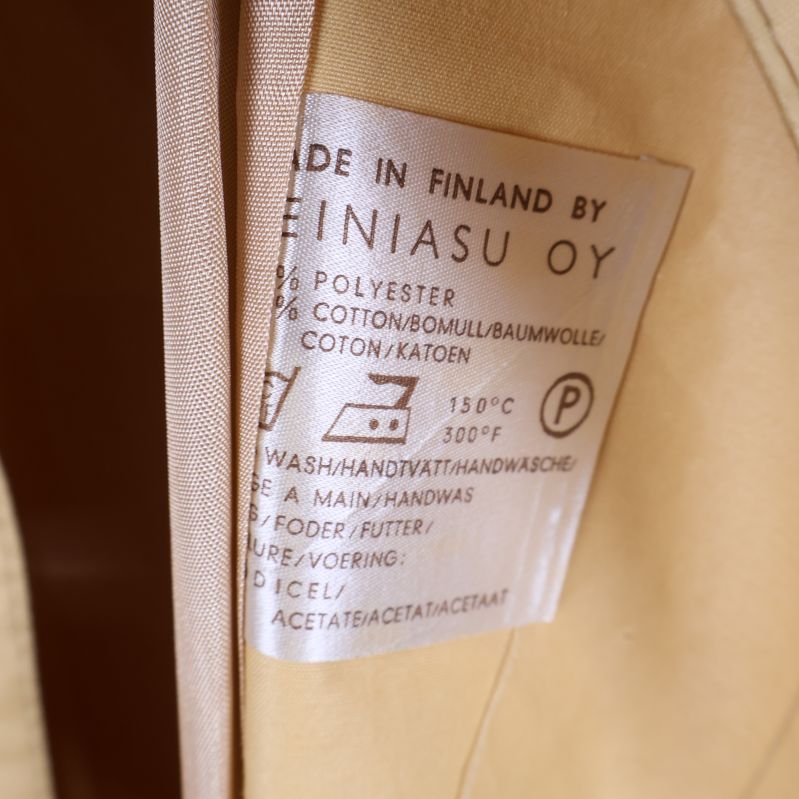 ADE IN FINLAND BY
EINIASU OY
% POLYESTER
% COTTON/BOMULL/BAUMWOLLE/
COTON/KATOEN
150°C P
300°F
WASH/HANDTVÄTT/HANDWÄSCHE/
SE A MAIN/HANDWAS
S/FODER/FUTTER/
URE/VOERING:
DICEL/
ACETATE/ACETAT/ACETAAT